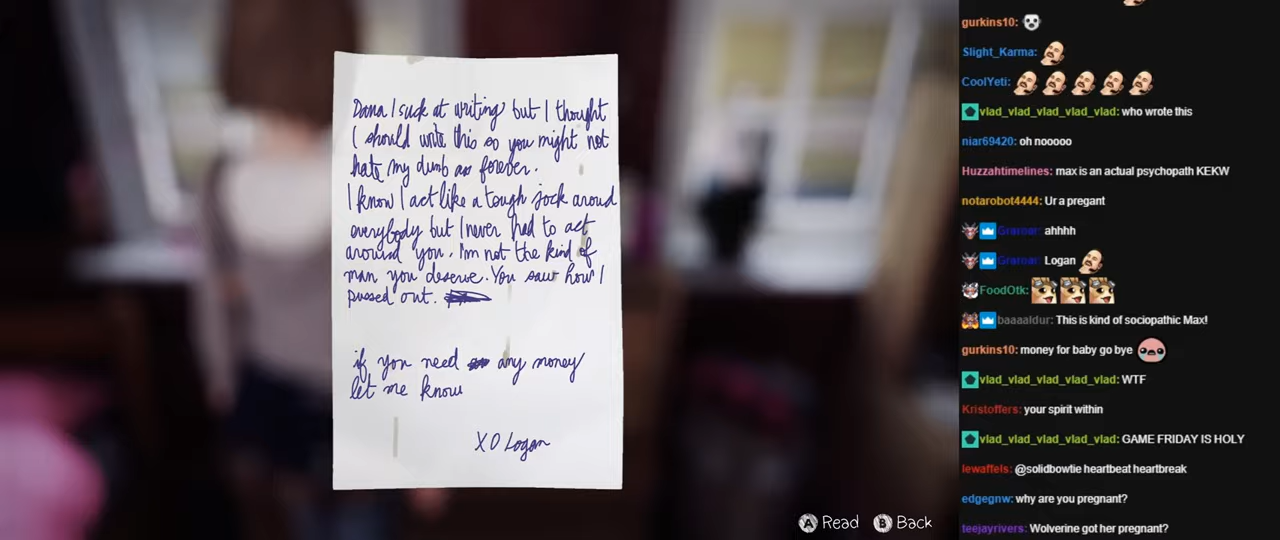 Dana I suck at writing but I thought
I should write this so you might not
hate my dumb ass forever.
I know I act like a tough jock around
everybody but I never had to act
around you. I'm not the kind of
man you deserve. You saw how I
pussed out.
if you need any money
let me know
XO Logan
A Read B Back
gurkins10:
Slight_Karma:
CoolYeti:
vlad_vlad_vlad_vlad_vlad: who wrote this
niar69420: oh nooooo
Huzzahtimelines: max is an actual psychopath KEKW
notarobot4444: Ur a pregant
Graroar: ahhhh
Graroar: Logan
FoodOtk:
baaaaldur: This is kind of sociopathic Max!
gurkins10: money for baby go bye
vlad_vlad_vlad_vlad_vlad: WTF
Kristoffers: your spirit within
vlad_vlad_vlad_vlad_vlad: GAME FRIDAY IS HOLY
lewaffels: @solidbowtie heartbeat heartbreak
edgegnw: why are you pregnant?
teejayrivers: Wolverine got her pregnant?